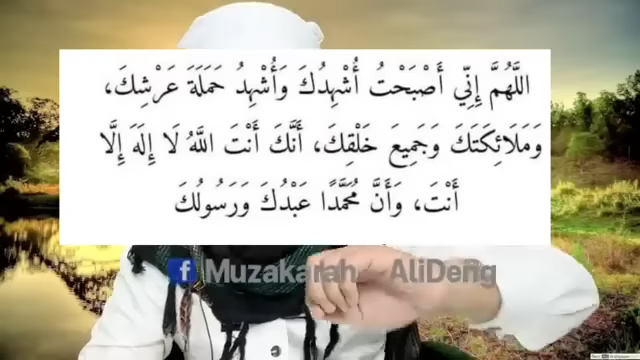 اللَّهُمَّ إِنِّي أَصْبَحْتُ أُشْهِدُكَ وَأُشْهِدُ حَمَلَةَ عَرْشِكَ،
وَمَلَائِكَتَكَ وَجَمِيعَ خَلْقِكَ، أَنَّكَ أَنْتَ اللَّهُ لَا إِلَهَ إِلَّا
أَنْتَ، وَأَنَّ مُحَمَّدًا عَبْدُكَ وَرَسُولُكَ
Muzakarah AliDeng